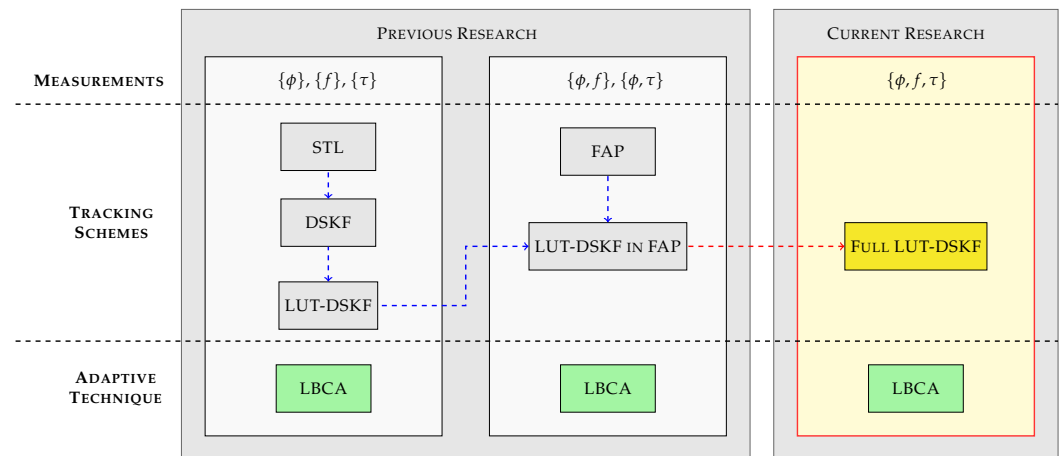 PREVIOUS RESEARCH
CURRENT RESEARCH
MEASUREMENTS
{ϕ}, {f}, {τ}
{ϕ, f}, {ϕ, τ}
{ϕ, f, τ}
TRACKING
SCHEMES
STL
DSKF
LUT-DSKF
FAP
LUT-DSKF IN FAP
FULL LUT-DSKF
ADAPTIVE
TECHNIQUE
LBCA
LBCA
LBCA